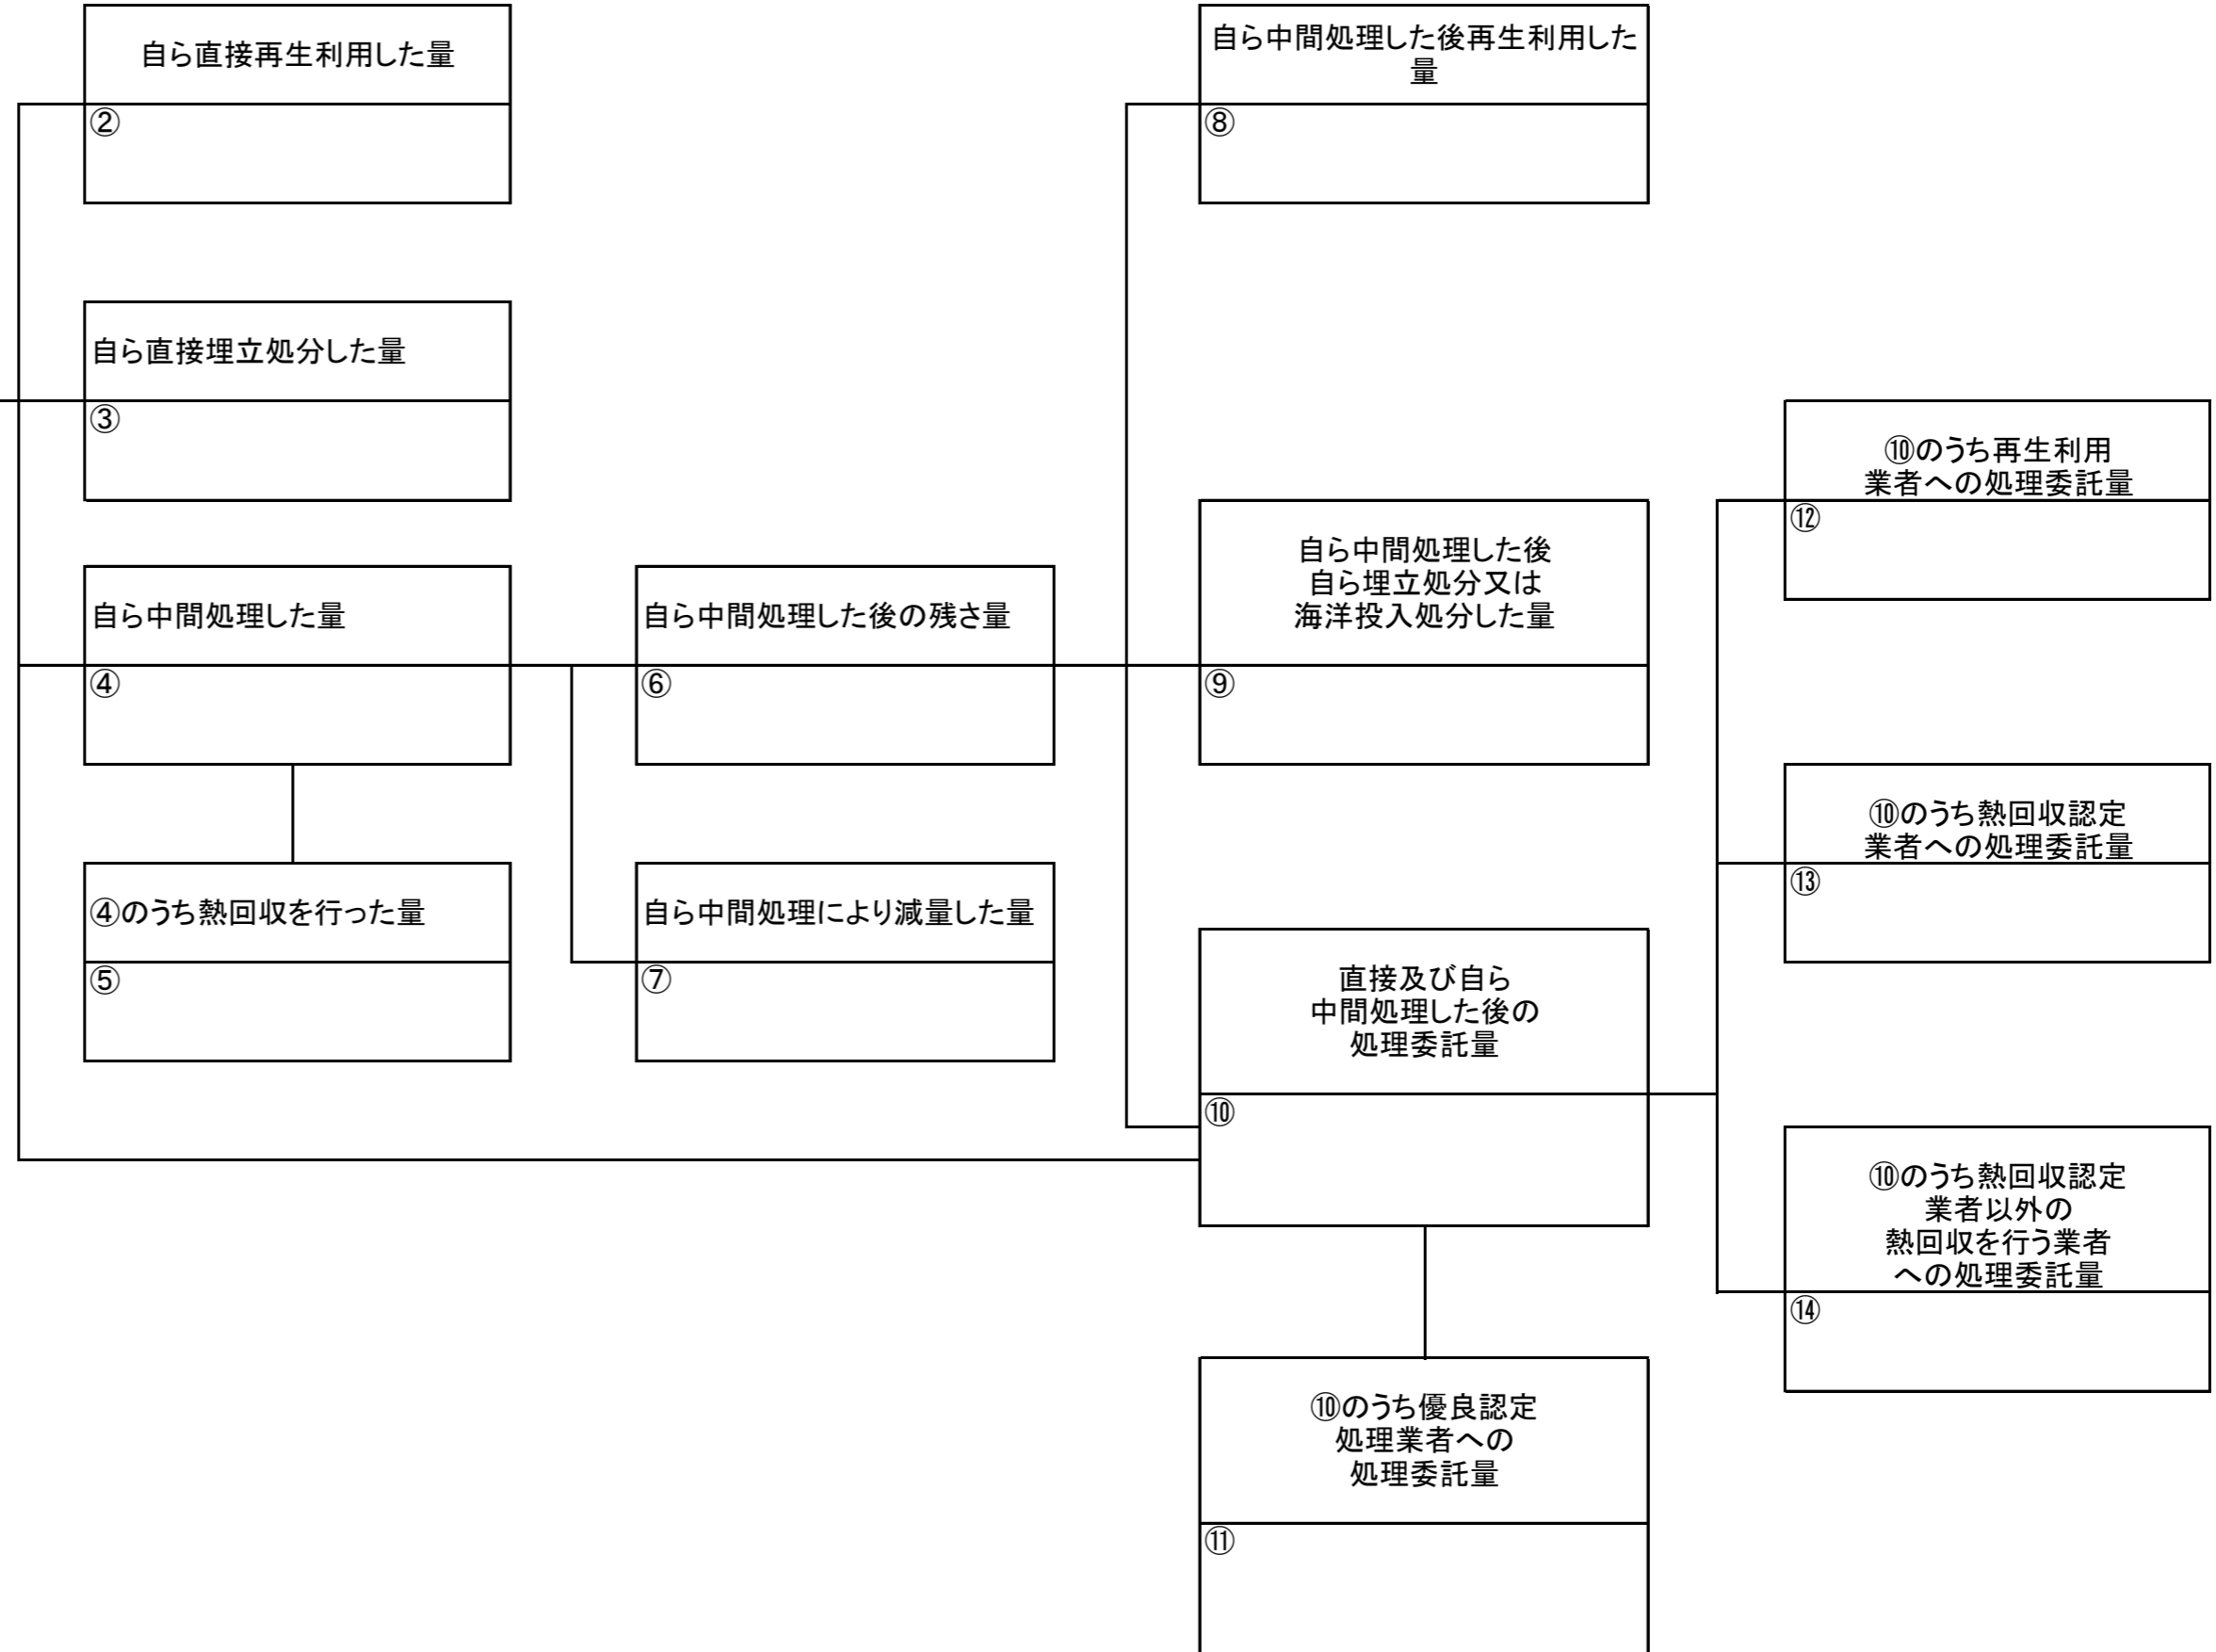 自ら直接再生利用した量
②
自ら直接埋立処分した量
③
自ら中間処理した量
④
④のうち熱回収を行った量
⑤
自ら中間処理した後の残さ量
⑥
自ら中間処理により減量した量
⑦
自ら中間処理した後再生利用した
量
⑧
自ら中間処理した後
自ら埋立処分又は
海洋投入処分した量
⑨
直接及び自ら
中間処理した後の
処理委託量
⑩
⑩のうち優良認定
処理業者への
処理委託量
⑪
⑩のうち再生利用
業者への処理委託量
⑫
⑩のうち熱回収認定
業者への処理委託量
⑬
⑩のうち熱回収認定
業者以外の
熱回収を行う業者
への処理委託量
⑭